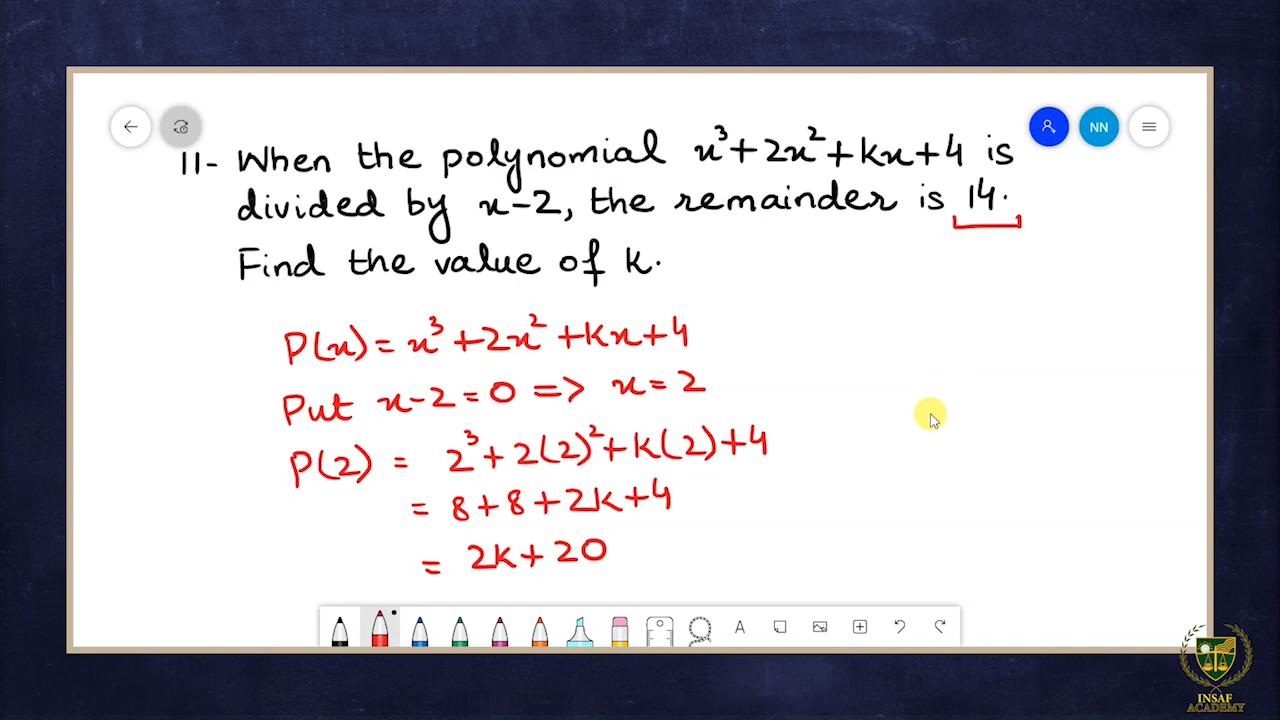 NN
11- When the polynomial x³+2x²+kx+4 is
divided by x-2, the remainder is 14.
Find the value of k.
P(x) = x³+2x²+kx+4
Put x-2=0 => x=2
P(2) = 2³+2(2)²+k(2)+4
= 8+8+2k+4
= 2k+20
A
INSAF
ACADEMY